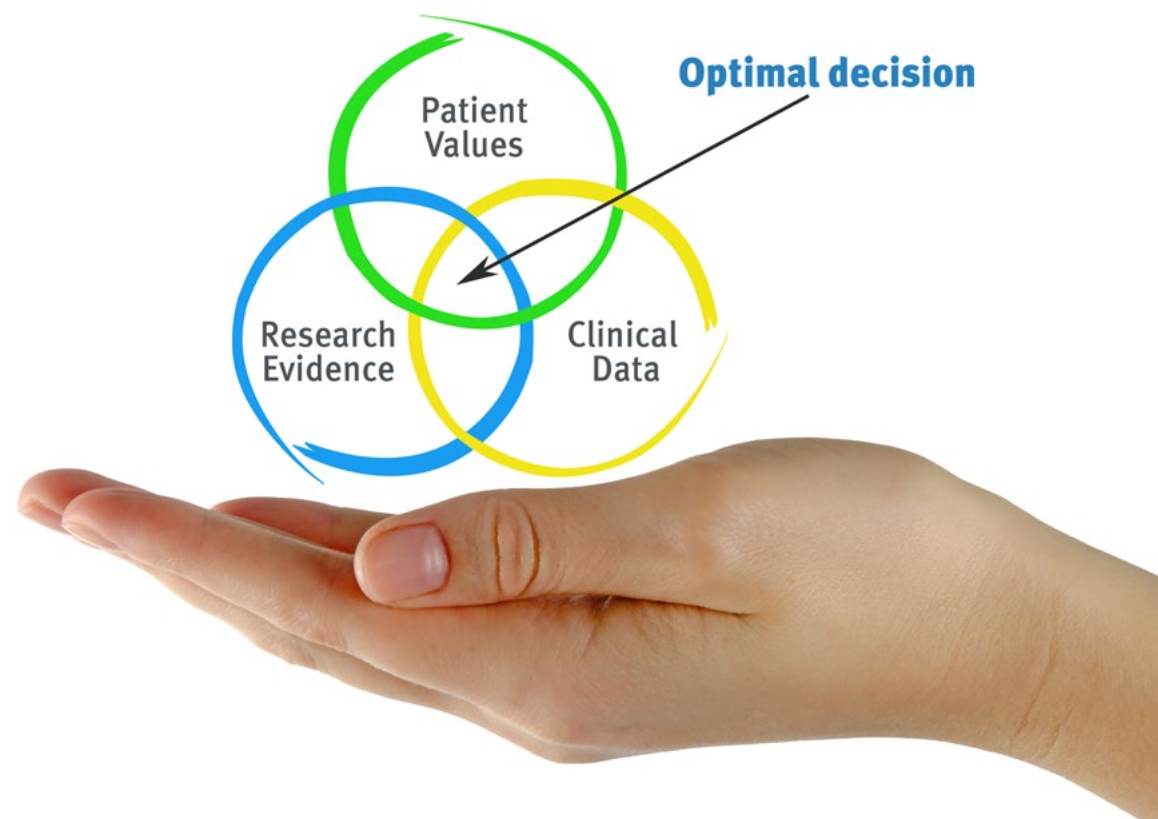 Optimal decision
Patient
Values
Research
Evidence
Clinical
Data